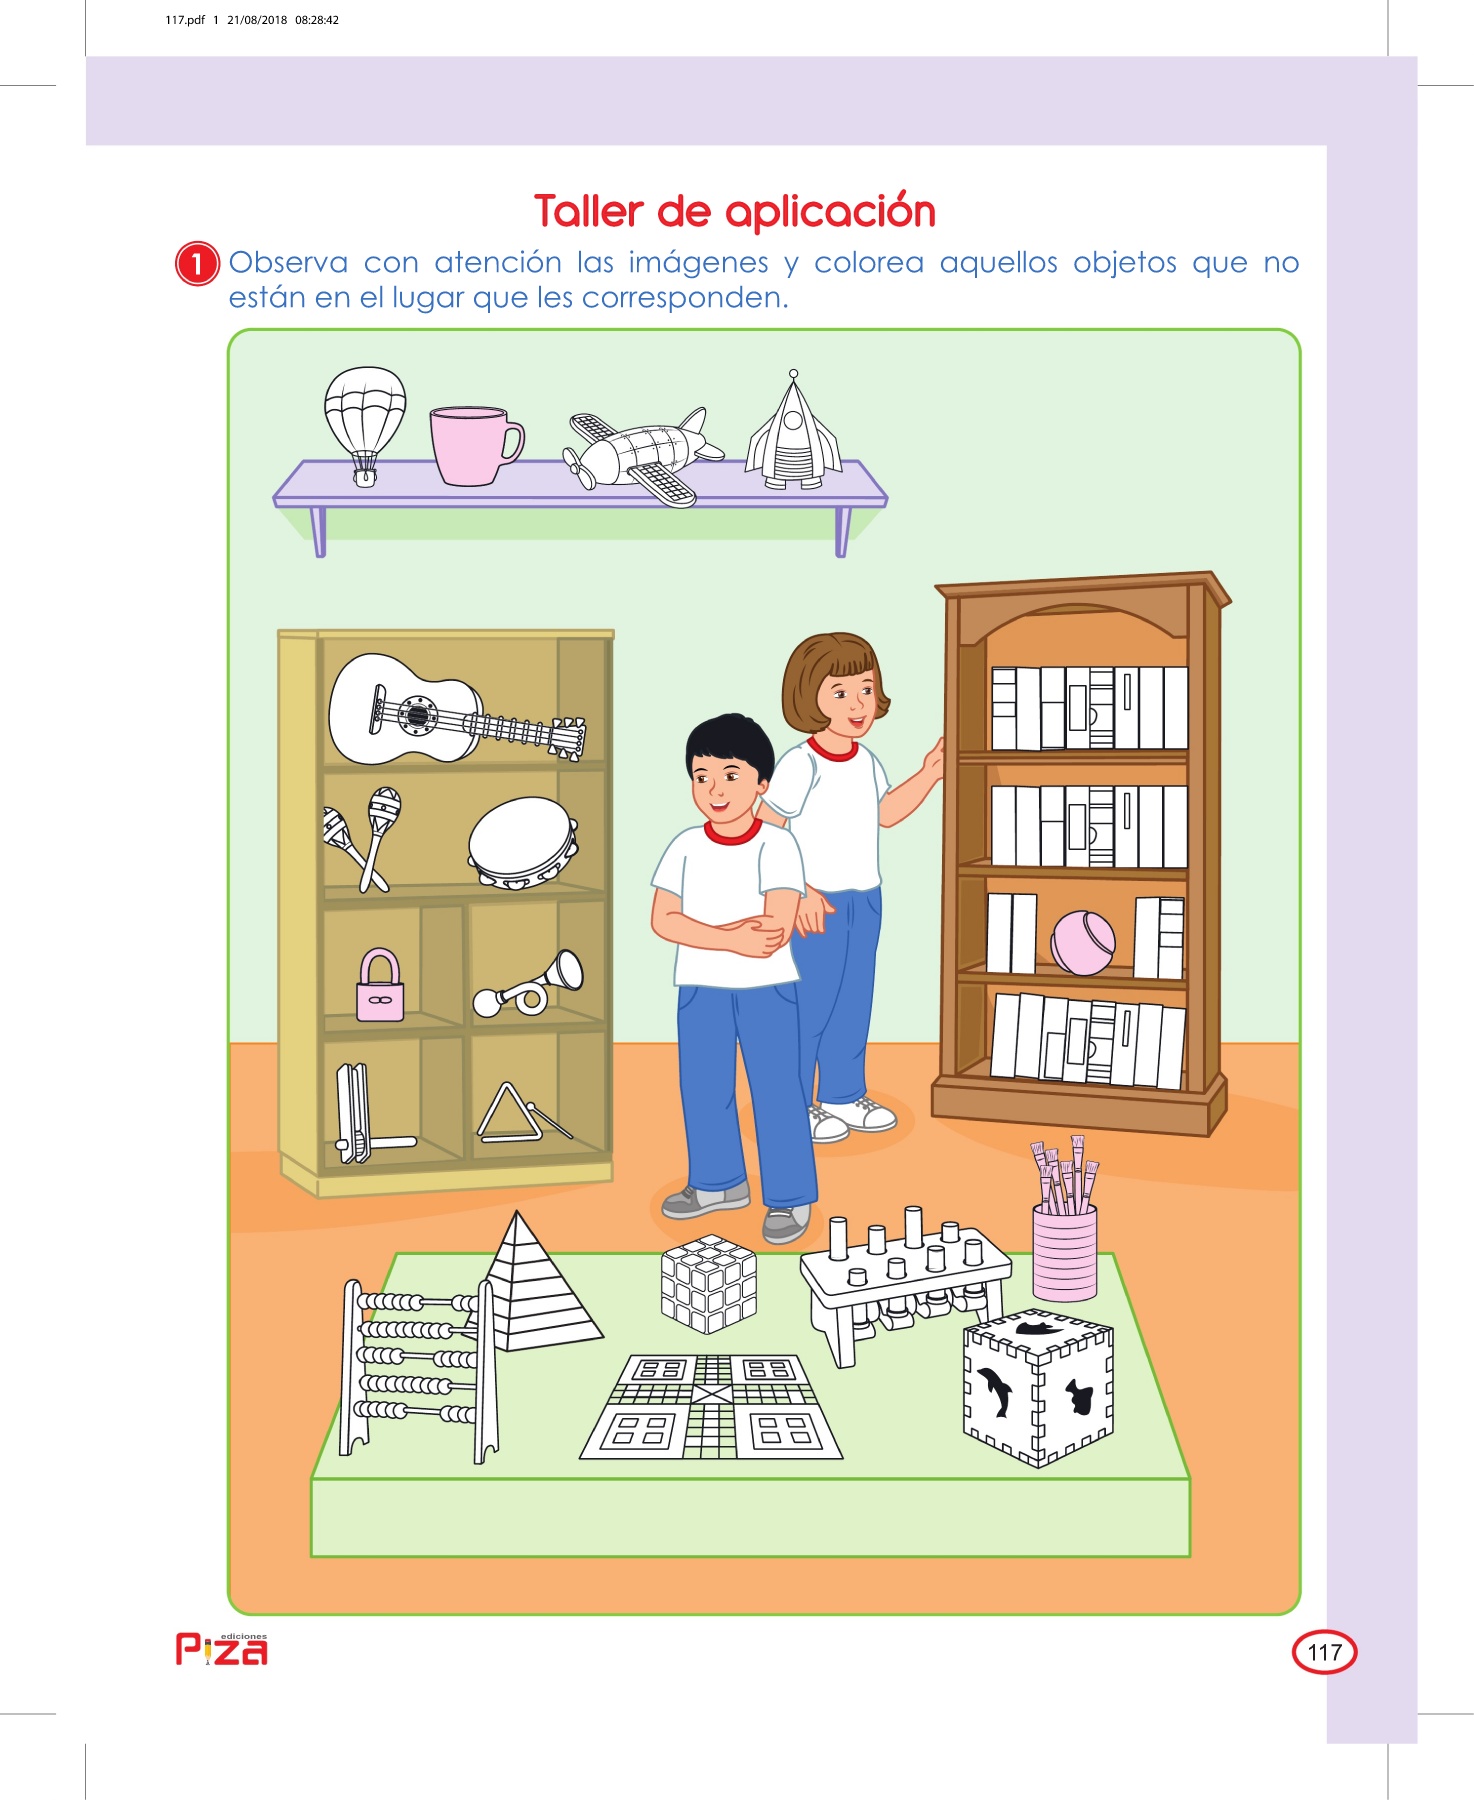 117.pdf 1 21/08/2018 08:28:42
Taller de aplicación
1 Observa con atención las imágenes y colorea aquellos objetos que no
están en el lugar que les corresponden.
ediciones
Piza
117